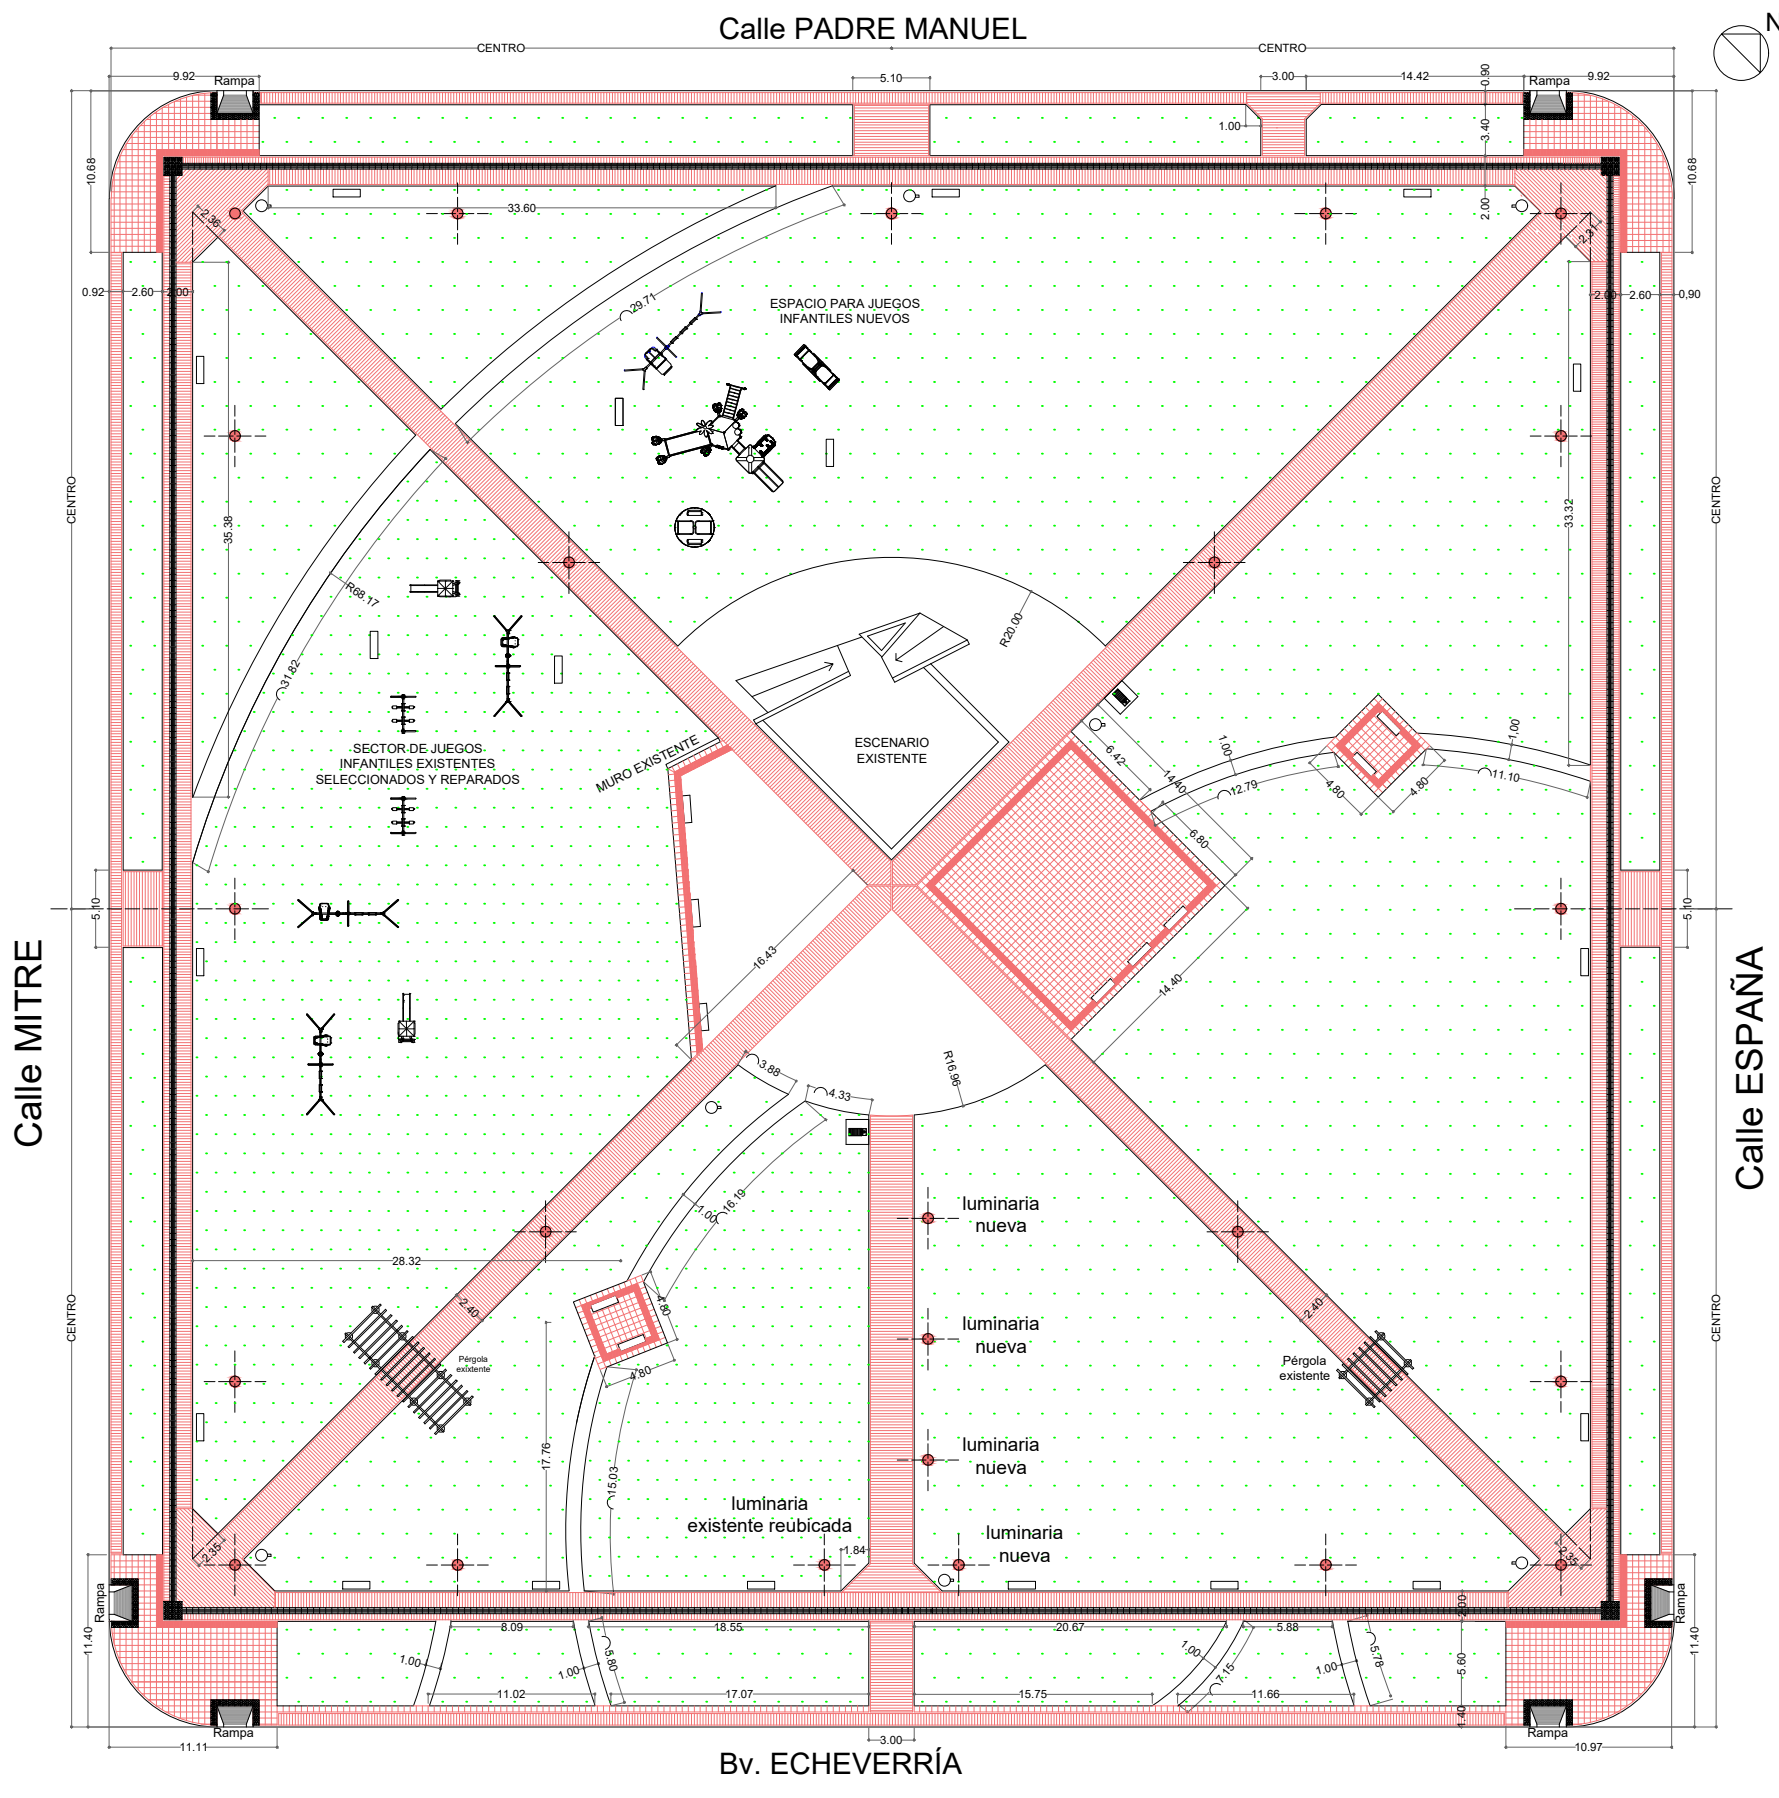 Calle PADRE MANUEL
N
CENTRO
CENTRO
9.92
Rampa
5.10
3.00
14.42
0.90
Rampa
9.92
1.00
3.40
10.68
10.68
2.36
33.60
2.00
2.31
0.92
2.60
2.00
29.71
ESPACIO PARA JUEGOS
INFANTILES NUEVOS
2.00
2.60
0,90
CENTRO
35.38
33.32
CENTRO
R68.17
R20.00
31.82
MURO EXISTENTE
SECTOR DE JUEGOS
INFANTILES EXISTENTES
SELECCIONADOS Y REPARADOS
ESCENARIO
EXISTENTE
6.42
14.40
1.00
1.00
12.79
4.80
4.80
11.10
6.80
5.10
5.10
16.43
14.40
Calle MITRE
Calle ESPAÑA
3.88
4.33
R16.96
1.00
16.19
luminaria
nueva
28.32
CENTRO
2.40
4.80
luminaria
nueva
2.40
CENTRO
Pérgola
exixtente
4.80
Pérgola
existente
17.76
15.03
luminaria
nueva
luminaria
existente reubicada
luminaria
nueva
1.84
2.35
2.35
Rampa
Rampa
2.00
11.40
8.09
18.55
20.67
5.88
11.40
1.00
1.00
5.80
1.00
7.15
1.00
5.78
5.60
11.02
17.07
15.75
11.66
1.40
Rampa
Rampa
11.11
3.00
10.97
Bv. ECHEVERRÍA